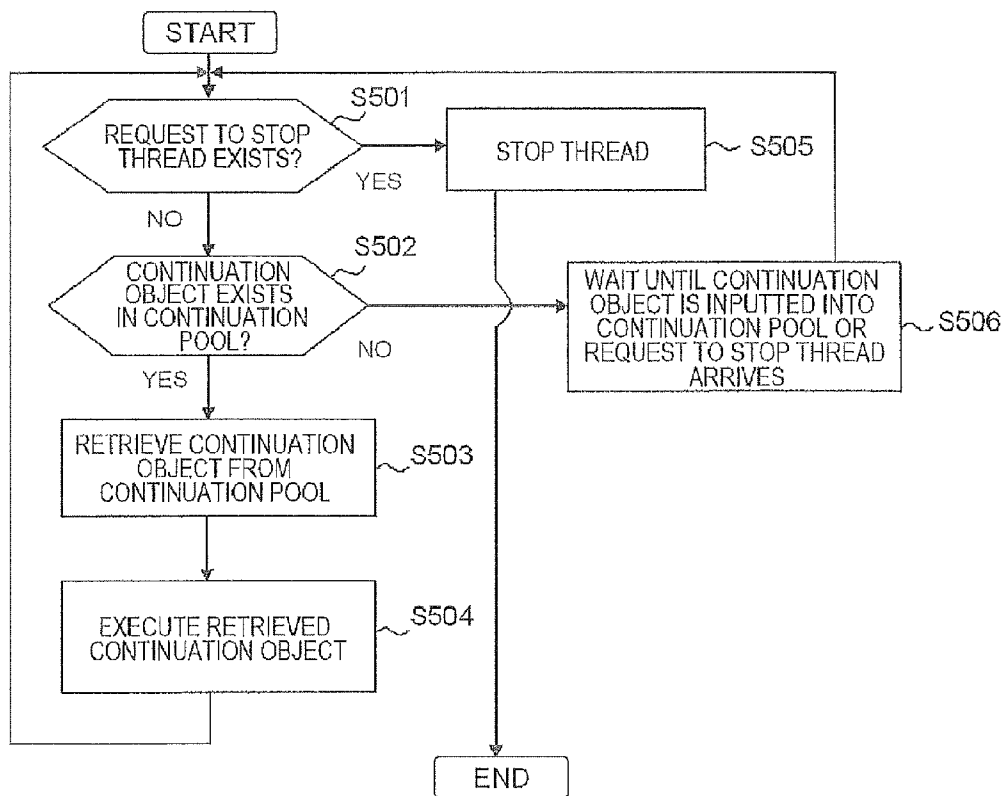 START
S501
REQUEST TO STOP
THREAD EXISTS?
YES
STOP THREAD
S505
NO
S502
CONTINUATION
OBJECT EXISTS
IN CONTINUATION
POOL?
NO
WAIT UNTIL CONTINUATION
OBJECT IS INPUTTED INTO
CONTINUATION POOL OR
REQUEST TO STOP THREAD
ARRIVES
S506
YES
RETRIEVE CONTINUATION
OBJECT FROM
CONTINUATION POOL
S503
EXECUTE RETRIEVED
CONTINUATION OBJECT
S504
END